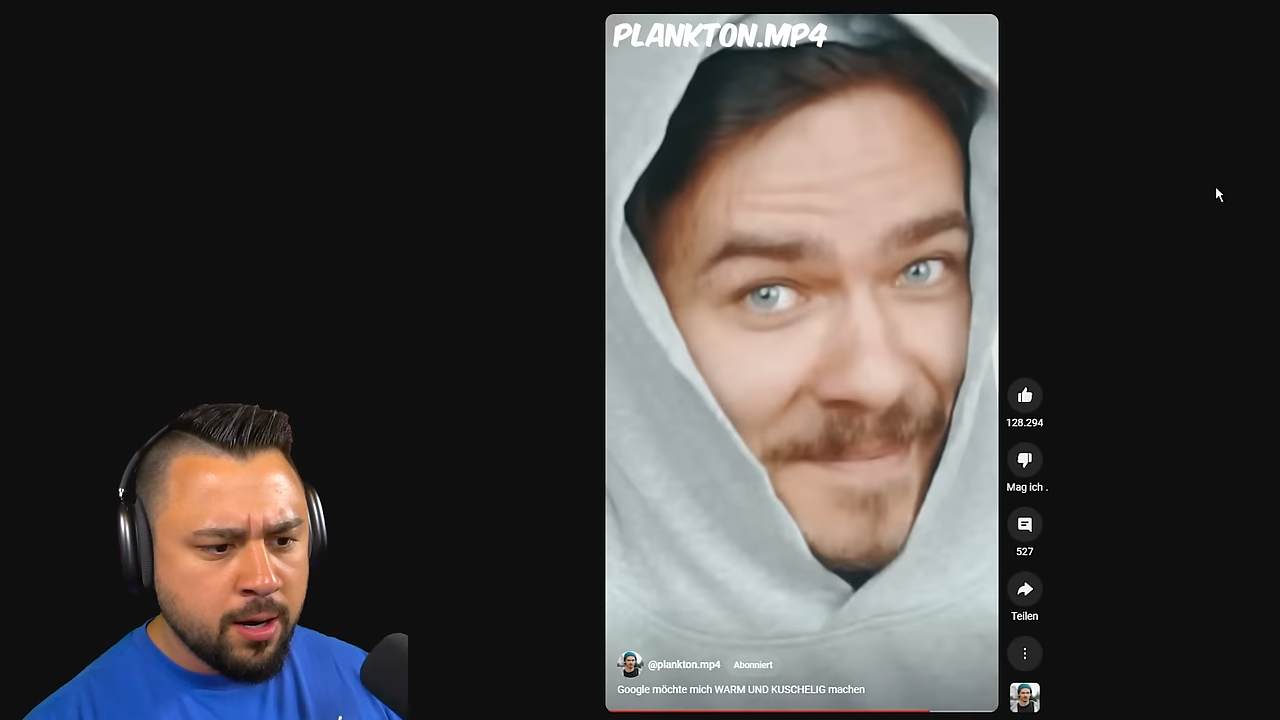 PLANKTON.MP4
128.294
Mag ich .
527
Teilen
@plankton.mp4 Abonniert
Google möchte mich WARM UND KUSCHELIG machen